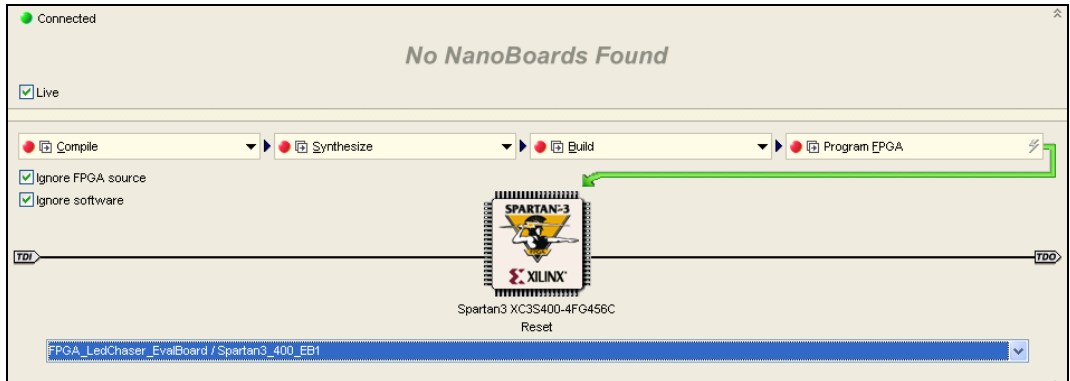 Connected
No NanoBoards Found
Live
Compile
Synthesize
Build
Program FPGA
Ignore FPGA source
Ignore software
SPARTAN-3
XILINX
TDI
TDO
Spartan3 XC3S400-4FG456C
Reset
FPGA_LedChaser_EvalBoard / Spartan3_400_EB1